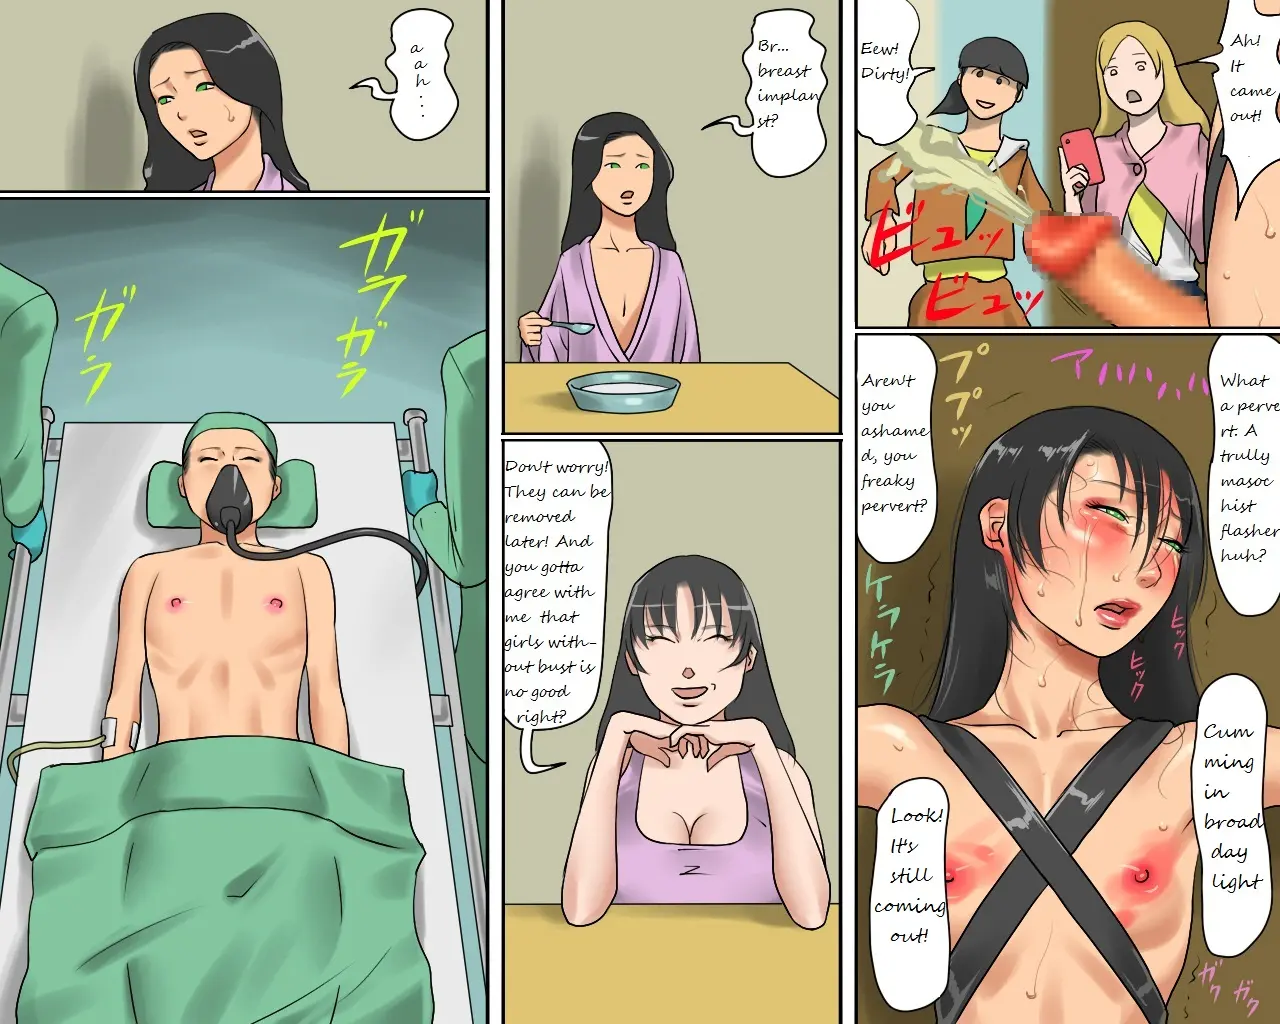 Eew!
Dirty!
Ah!
It
came
out!
ビュッ
ビュッ
Aren't
you
ashame
d, you
freaky
pervert?
ププッ
アハハハハ
What
a perve
rt. A
trully
masoc
hist
flasher
huh?
ケラケラ
ヒック
ヒック
Cum
ming
in
broad
day
light
Look!
It's
still
coming
out!
ガク
ガク
Br...
breast
implan
st?
Don't worry!
They can be
removed
later! And
you gotta
agree with
me that
girls with-
out bust is
no good
right?
a
a
h
...
ガラ
ガラ
ガラ